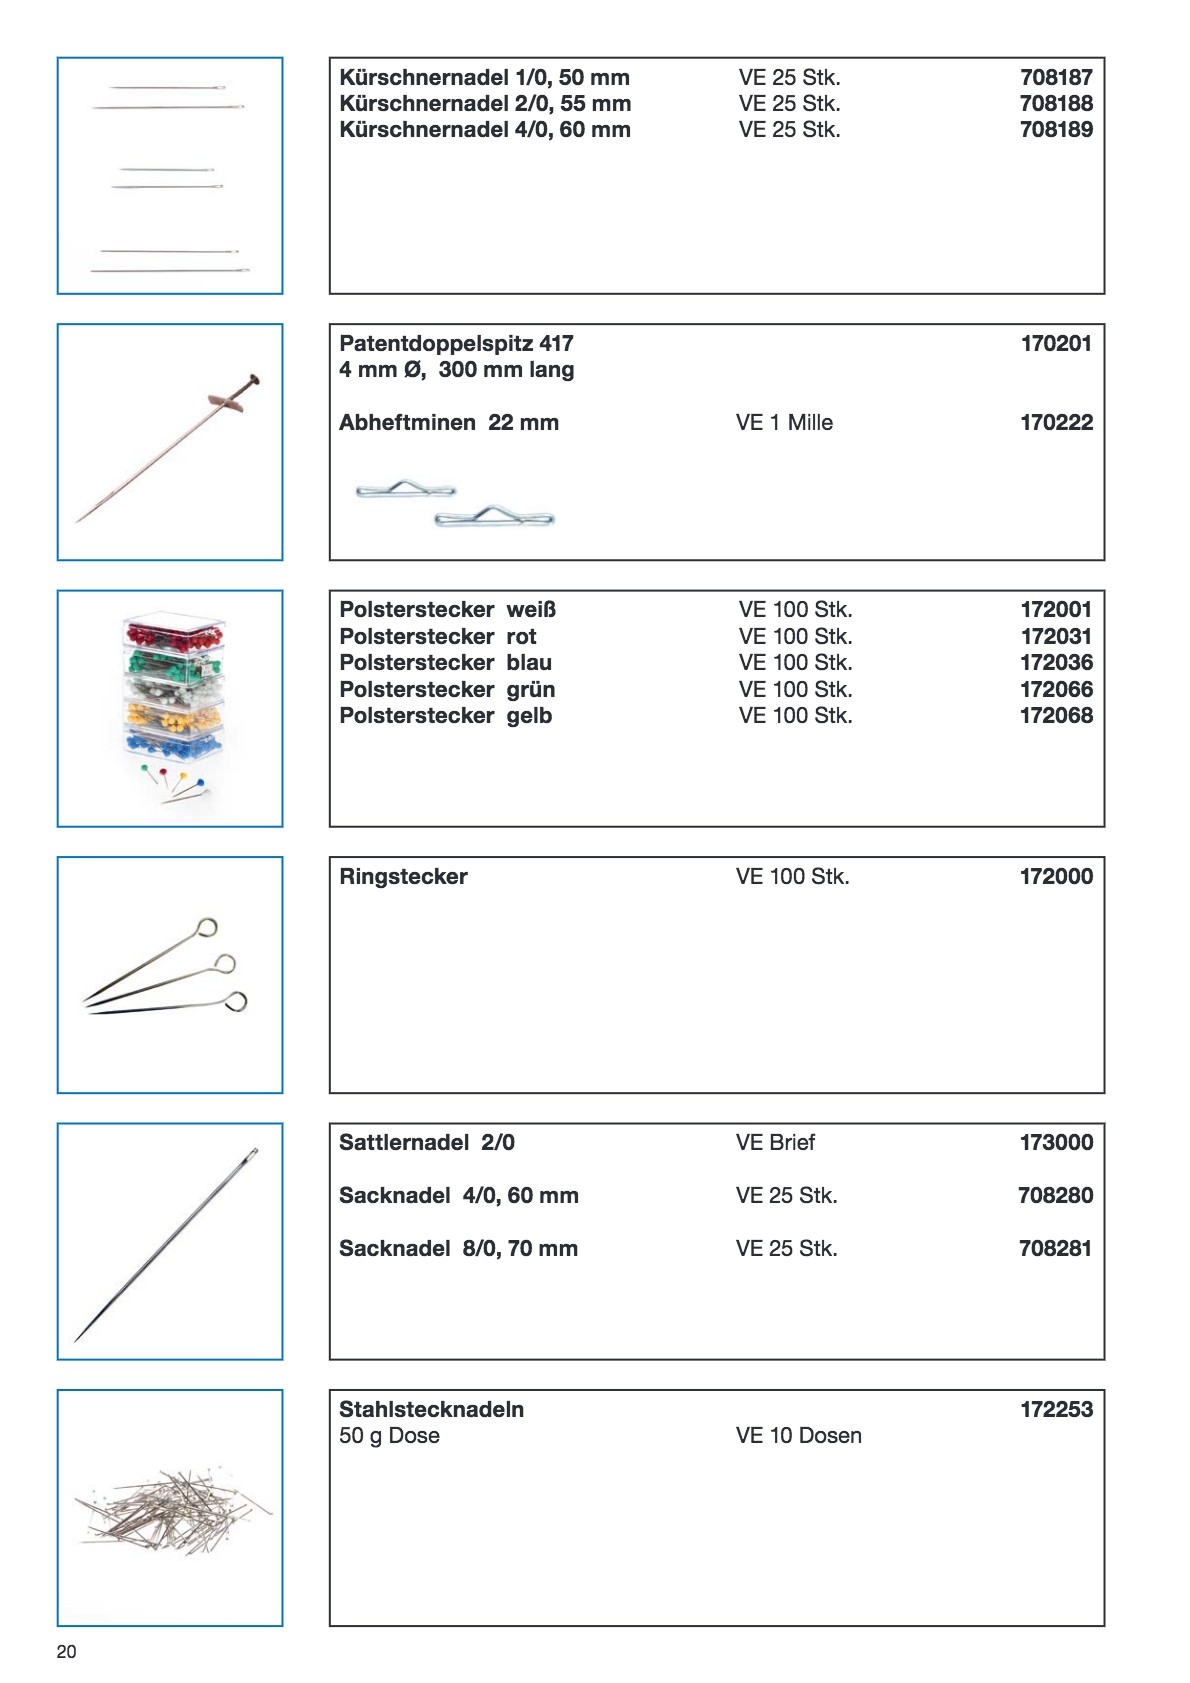 Kürschnernadel 1/0, 50 mm VE 25 Stk. 708187
Kürschnernadel 2/0, 55 mm VE 25 Stk. 708188
Kürschnernadel 4/0, 60 mm VE 25 Stk. 708189
Patentdoppelspitz 417 170201
4 mm Ø, 300 mm lang
Abheftminen 22 mm VE 1 Mille 170222
Polsterstecker weiß VE 100 Stk. 172001
Polsterstecker rot VE 100 Stk. 172031
Polsterstecker blau VE 100 Stk. 172036
Polsterstecker grün VE 100 Stk. 172066
Polsterstecker gelb VE 100 Stk. 172068
Ringstecker VE 100 Stk. 172000
Sattlernadel 2/0 VE Brief 173000
Sacknadel 4/0, 60 mm VE 25 Stk. 708280
Sacknadel 8/0, 70 mm VE 25 Stk. 708281
Stahlstecknadeln 172253
50 g Dose VE 10 Dosen
20